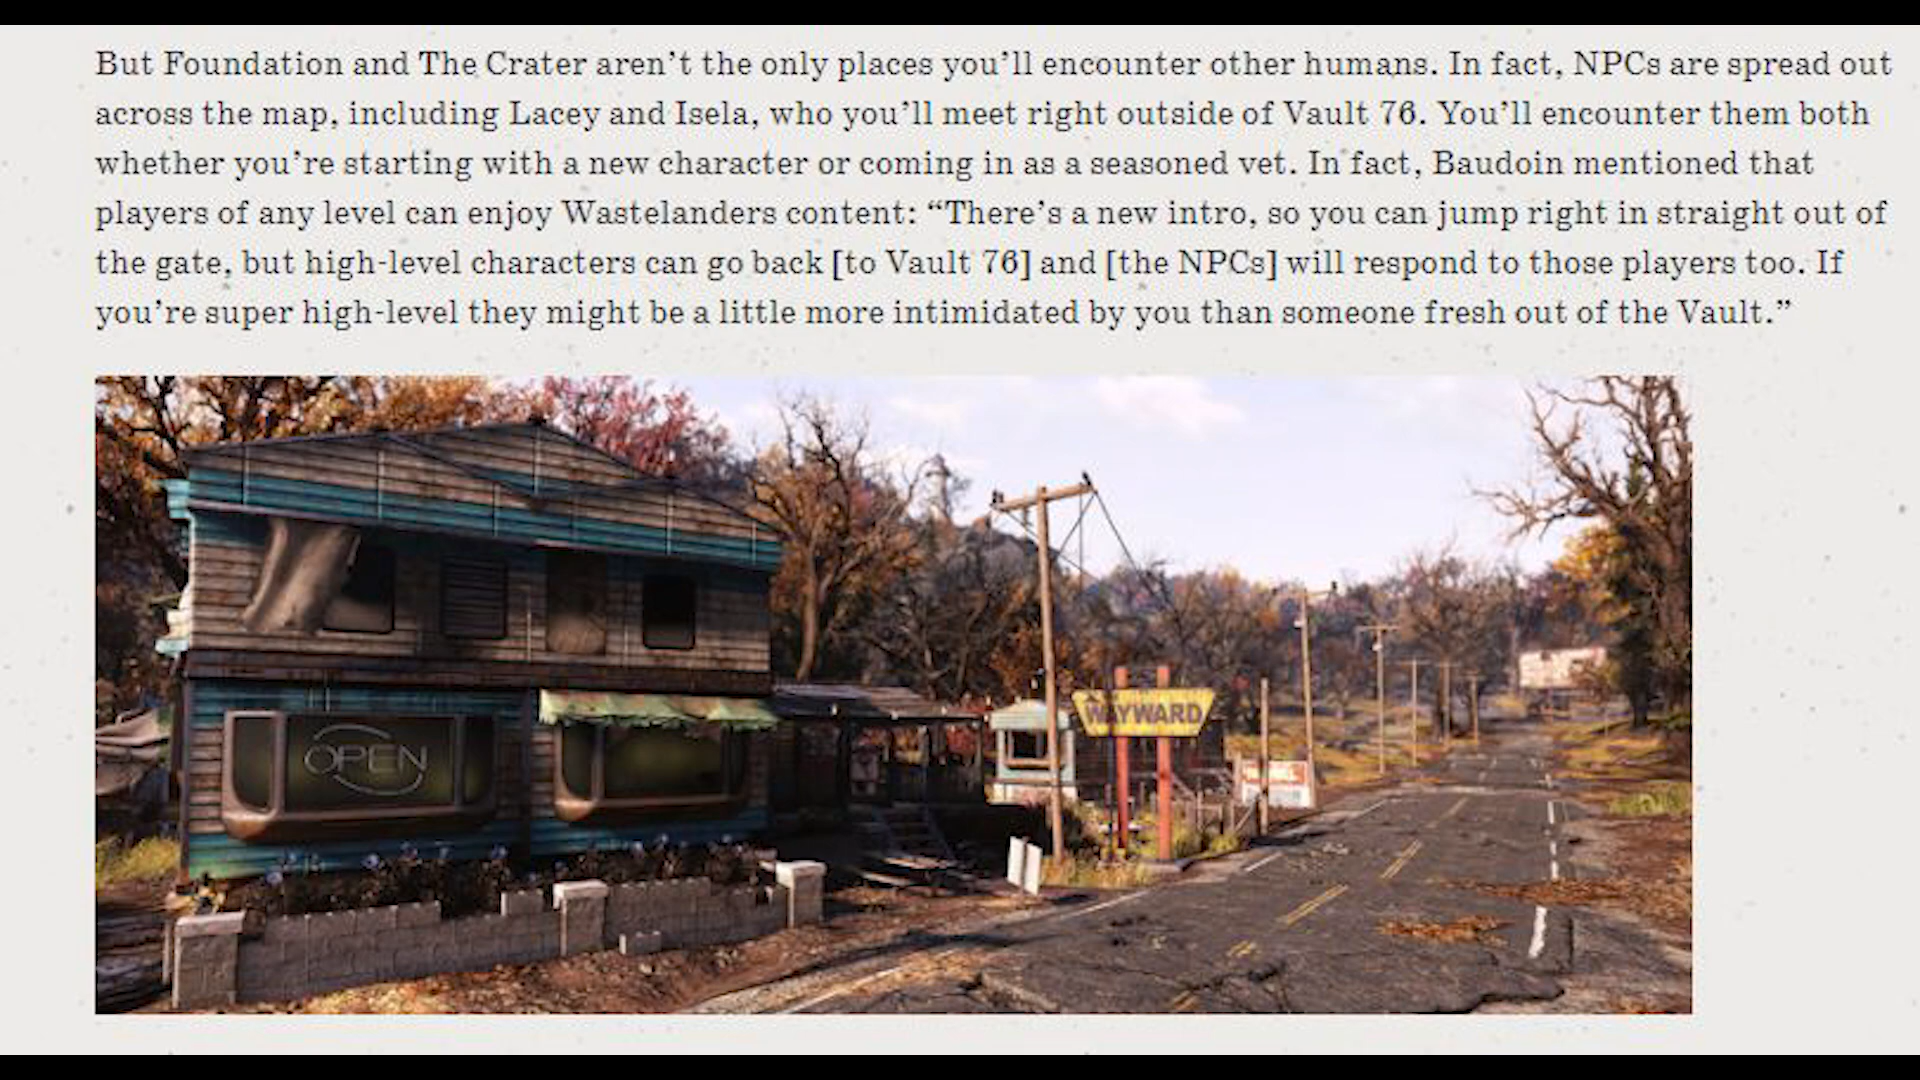 But Foundation and The Crater aren’t the only places you’ll encounter other humans. In fact, NPCs are spread out
across the map, including Lacey and Isela, who you’ll meet right outside of Vault 76. You’ll encounter them both
whether you’re starting with a new character or coming in as a seasoned vet. In fact, Baudoin mentioned that
players of any level can enjoy Wastelanders content: “There’s a new intro, so you can jump right in straight out of
the gate, but high-level characters can go back [to Vault 76] and [the NPCs] will respond to those players too. If
you’re super high-level they might be a little more intimidated by you than someone fresh out of the Vault.”
WAYWARD
OPEN